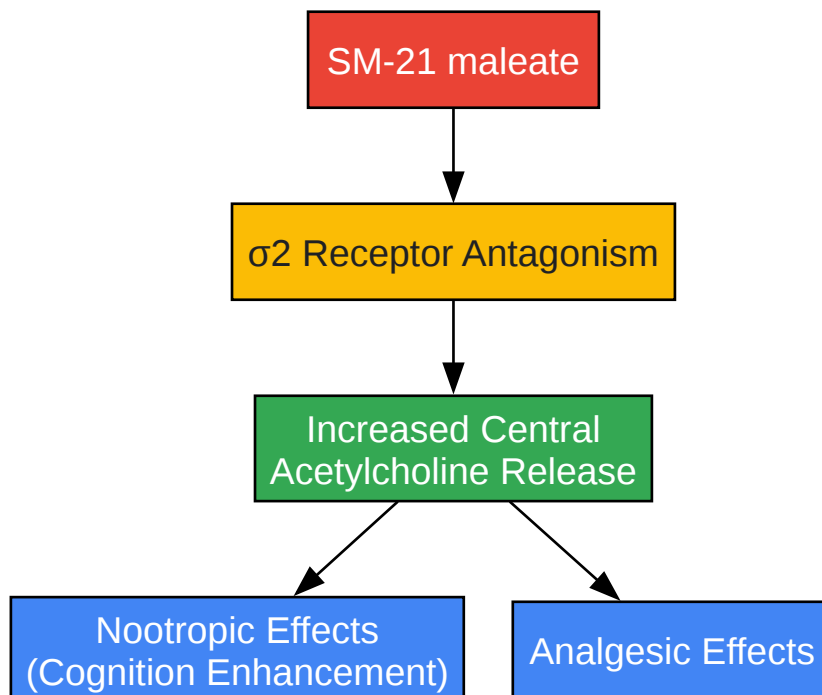 SM-21 maleate
σ2 Receptor Antagonism
Increased Central
Acetylcholine Release
Nootropic Effects
(Cognition Enhancement)
Analgesic Effects